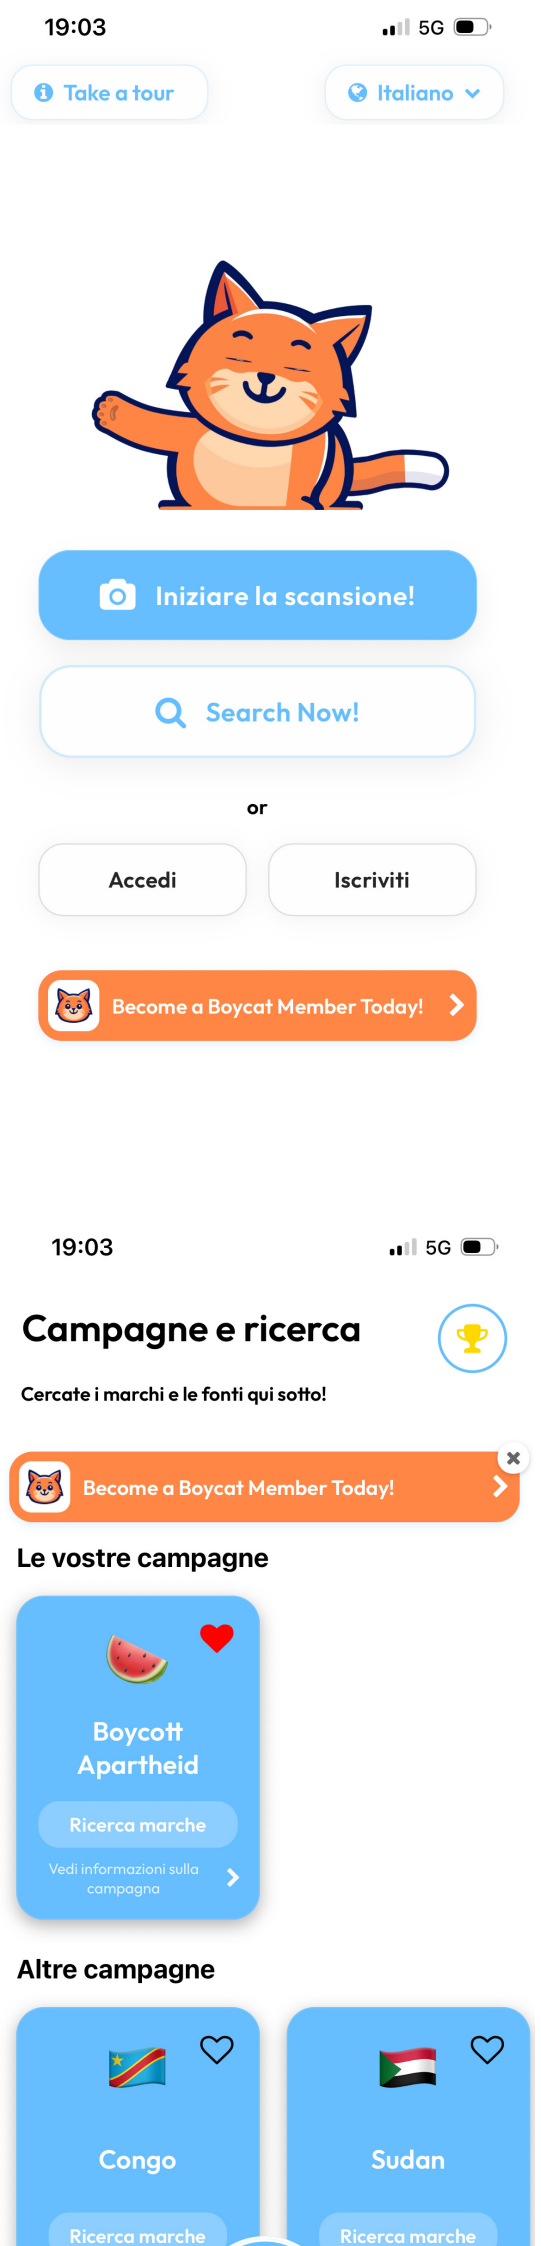 19:03
5G
Take a tour
Italiano
Iniziare la scansione!
Search Now!
or
Accedi
Iscriviti
Become a Boycat Member Today!
19:03
5G
Campagne e ricerca
Cercate i marchi e le fonti qui sotto!
Become a Boycat Member Today!
Le vostre campagne
Boycott
Apartheid
Ricerca marche
Vedi informazioni sulla
campagna
Altre campagne
Congo
Sudan
Ricerca marche
Ricerca marche